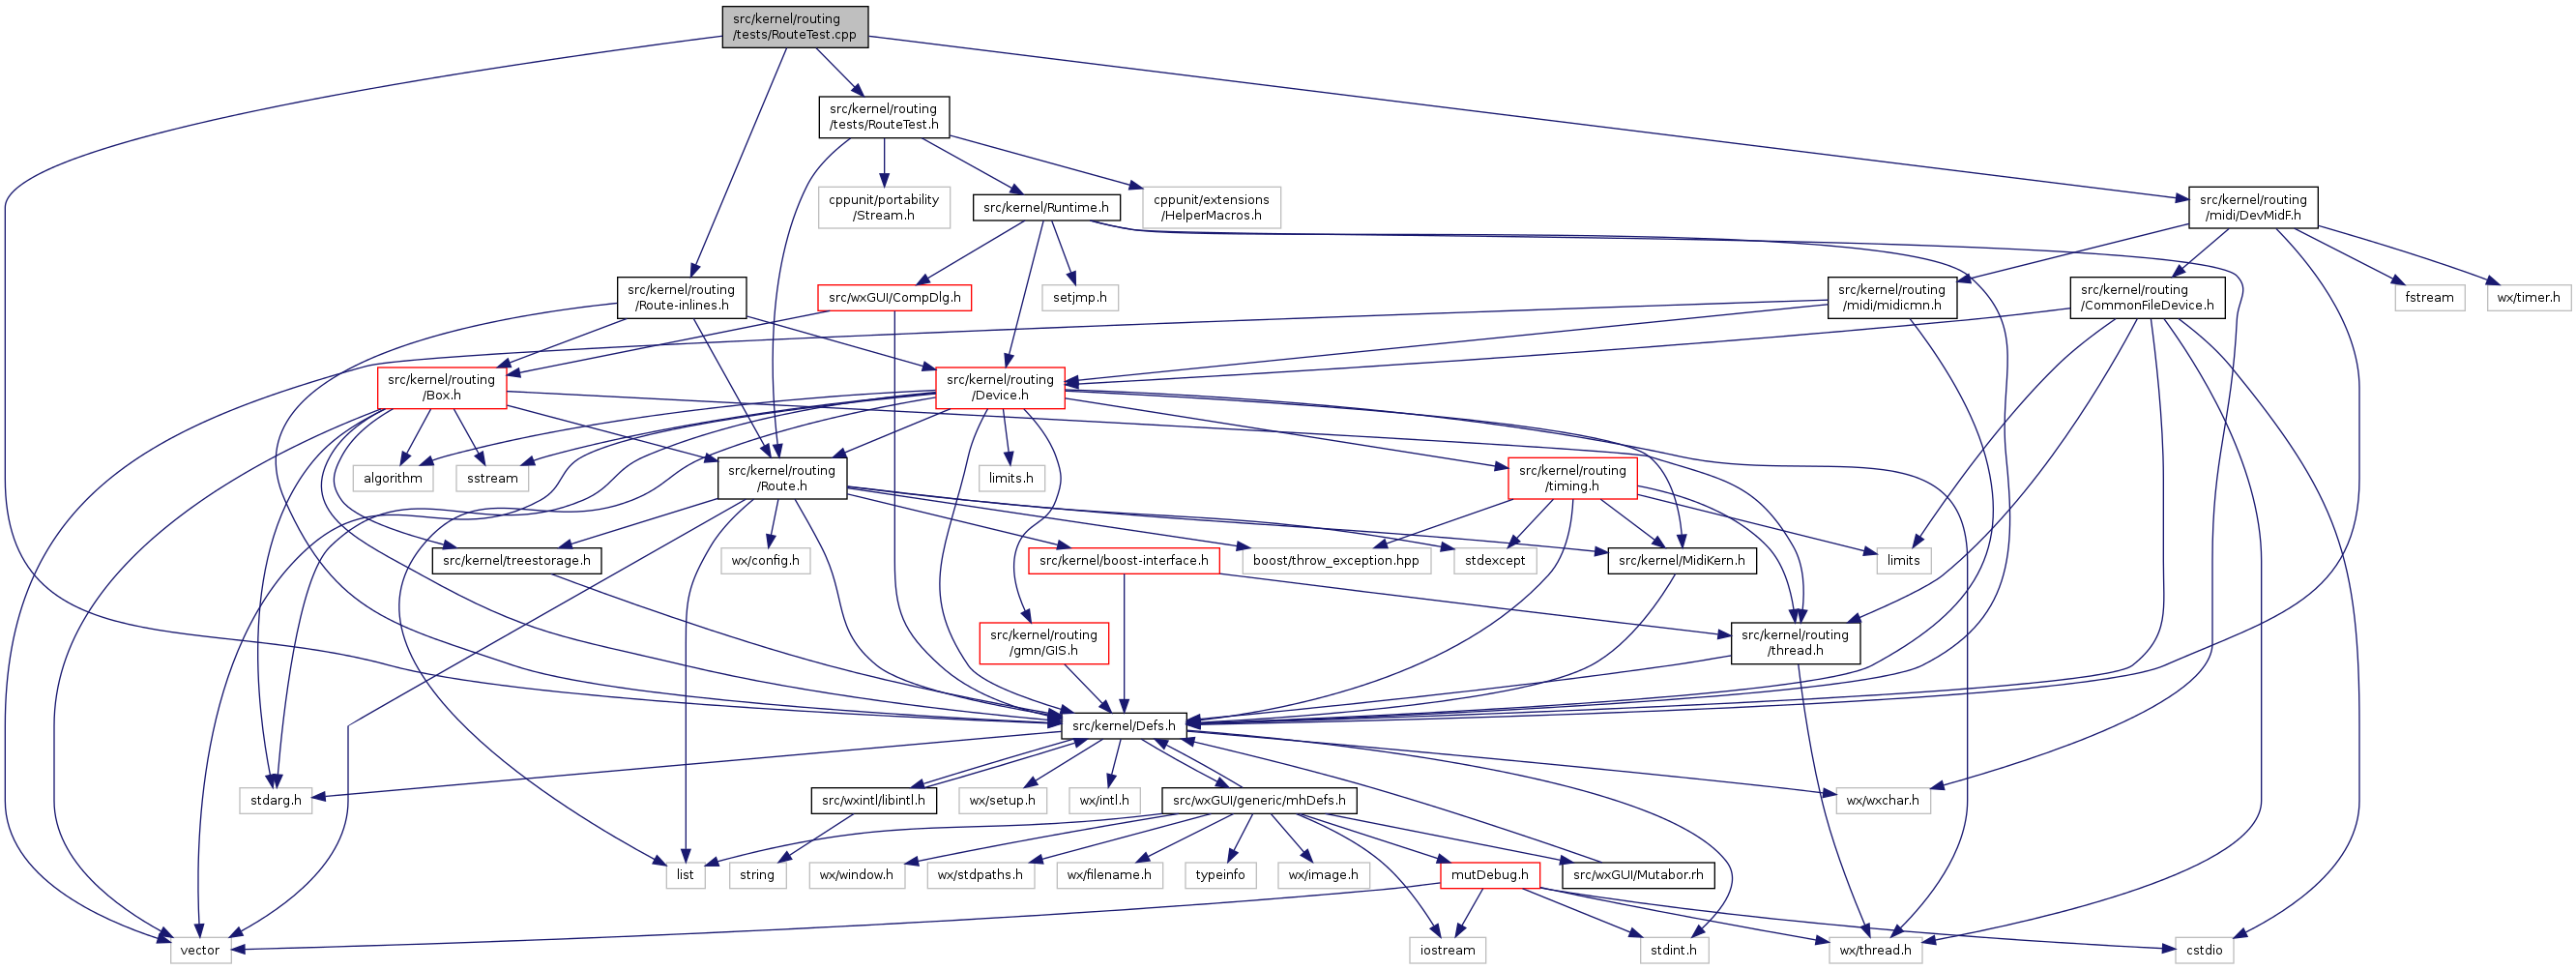 src/kernel/routing
/tests/RouteTest.cpp
src/kernel/routing
/tests/RouteTest.h
cppunit/portability
/Stream.h
src/kernel/Runtime.h
cppunit/extensions
/HelperMacros.h
src/kernel/routing
/midi/DevMidF.h
src/kernel/routing
/Route-inlines.h
src/wxGUI/CompDlg.h
setjmp.h
src/kernel/routing
/midi/midicmn.h
src/kernel/routing
/CommonFileDevice.h
fstream
wx/timer.h
src/kernel/routing
/Box.h
src/kernel/routing
/Device.h
algorithm
sstream
src/kernel/routing
/Route.h
limits.h
src/kernel/routing
/timing.h
src/kernel/treestorage.h
wx/config.h
src/kernel/boost-interface.h
boost/throw_exception.hpp
stdexcept
src/kernel/MidiKern.h
limits
src/kernel/routing
/gmn/GIS.h
src/kernel/routing
/thread.h
src/kernel/Defs.h
stdarg.h
src/wxintl/libintl.h
wx/setup.h
wx/intl.h
src/wxGUI/generic/mhDefs.h
wx/wxchar.h
list
string
wx/window.h
wx/stdpaths.h
wx/filename.h
typeinfo
wx/image.h
mutDebug.h
src/wxGUI/Mutabor.rh
vector
iostream
stdint.h
wx/thread.h
cstdio